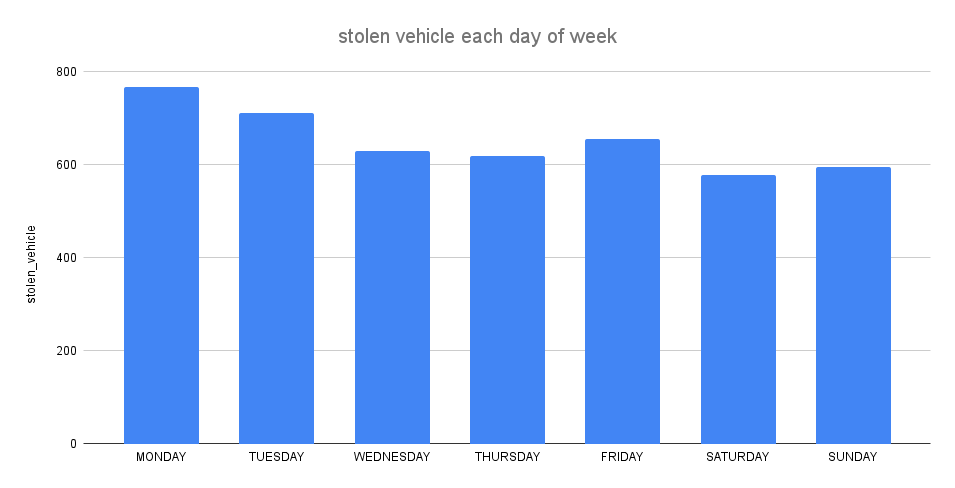 stolen vehicle each day of week
stolen_vehicle
800
600
400
200
0
MONDAY TUESDAY WEDNESDAY THURSDAY FRIDAY SATURDAY SUNDAY